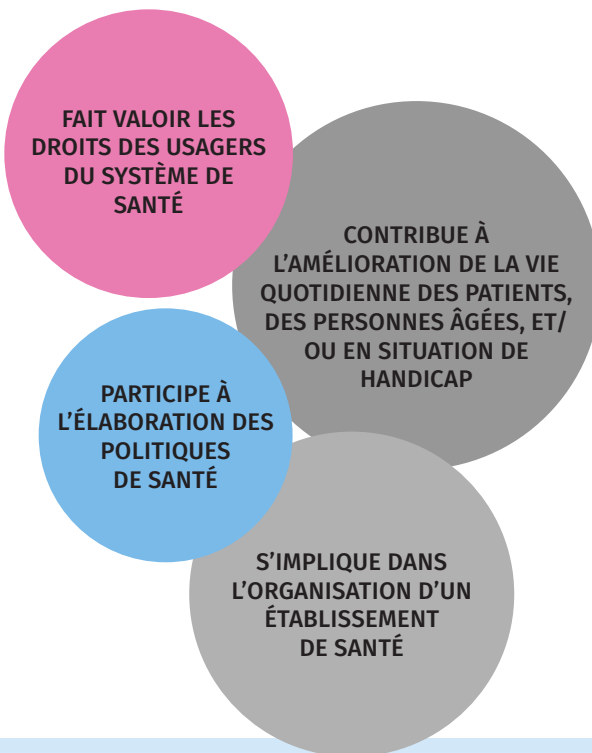 FAIT VALOIR LES
DROITS DES USAGERS
DU SYSTÈME DE
SANTÉ
CONTRIBUE À
L’AMÉLIORATION DE LA VIE
QUOTIDIENNE DES PATIENTS,
DES PERSONNES ÂGÉES, ET/
OU EN SITUATION DE
HANDICAP
PARTICIPE À
L’ÉLABORATION DES
POLITIQUES
DE SANTÉ
S’IMPLIQUE DANS
L’ORGANISATION D’UN
ÉTABLISSEMENT
DE SANTÉ